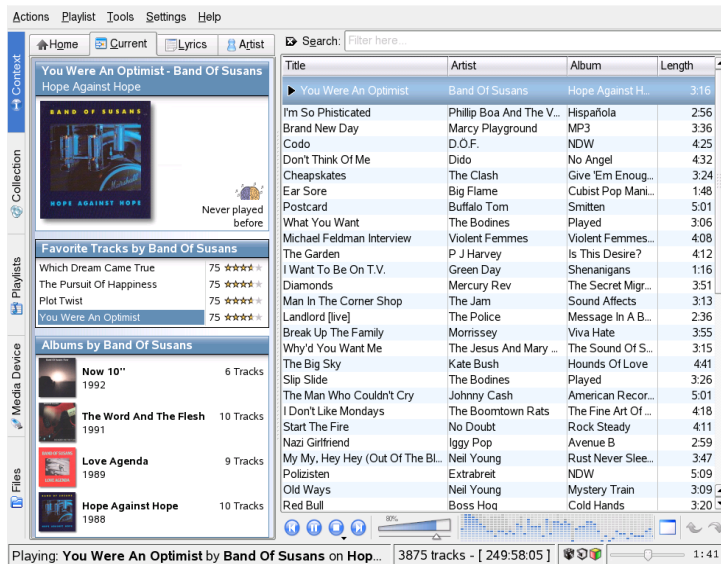 Actions Playlist Tools Settings Help
Context
Collection
Playlists
Media Device
Files
Home Current Lyrics Artist
You Were An Optimist - Band Of Susans
Hope Against Hope
BAND OF SUSANS
Marshall
HOPE AGAINST HOPE
Never played
before
Favorite Tracks by Band Of Susans
Which Dream Came True 75
The Pursuit Of Happiness 75
Plot Twist 75
You Were An Optimist 75
Albums by Band Of Susans
Now 10" 6 Tracks
1992
The Word And The Flesh 10 Tracks
1991
Love Agenda 9 Tracks
1989
Hope Against Hope 10 Tracks
1988
Search: Filter here...
Title Artist Album Length
You Were An Optimist Band Of Susans Hope Against H... 3:16
I'm So Phisticated Phillip Boa And The V... Hispañola 2:56
Brand New Day Marcy Playground MP3 3:36
Codo D.Ö.F. NDW 4:25
Don't Think Of Me Dido No Angel 4:32
Cheapskates The Clash Give 'Em Enoug... 3:24
Ear Sore Big Flame Cubist Pop Mani... 1:48
Postcard Buffalo Tom Smitten 5:01
What You Want The Bodines Played 3:06
Michael Feldman Interview Violent Femmes Violent Femmes... 4:08
The Garden P J Harvey Is This Desire? 4:12
I Want To Be On T.V. Green Day Shenanigans 1:16
Diamonds Mercury Rev The Secret Migr... 3:51
Man In The Corner Shop The Jam Sound Affects 3:13
Landlord [live] The Police Message In A B... 2:36
Break Up The Family Morrissey Viva Hate 3:55
Why'd You Want Me The Jesus And Mary ... The Sound Of S... 3:15
The Big Sky Kate Bush Hounds Of Love 4:41
Slip Slide The Bodines Played 3:26
The Man Who Couldn't Cry Johnny Cash American Recor... 5:01
I Don't Like Mondays The Boomtown Rats The Fine Art Of ... 4:18
Start The Fire No Doubt Rock Steady 4:11
Nazi Girlfriend Iggy Pop Avenue B 2:59
My My, Hey Hey (Out Of The Bl... Neil Young Rust Never Slee... 3:47
Polizisten Extrabreit NDW 5:09
Old Ways Neil Young Mystery Train 3:09
Red Bull Boss Hog Cold Hands 3:20
80%
Playing: You Were An Optimist by Band Of Susans on Hop... 3875 tracks - [ 249:58:05 ] 1:41